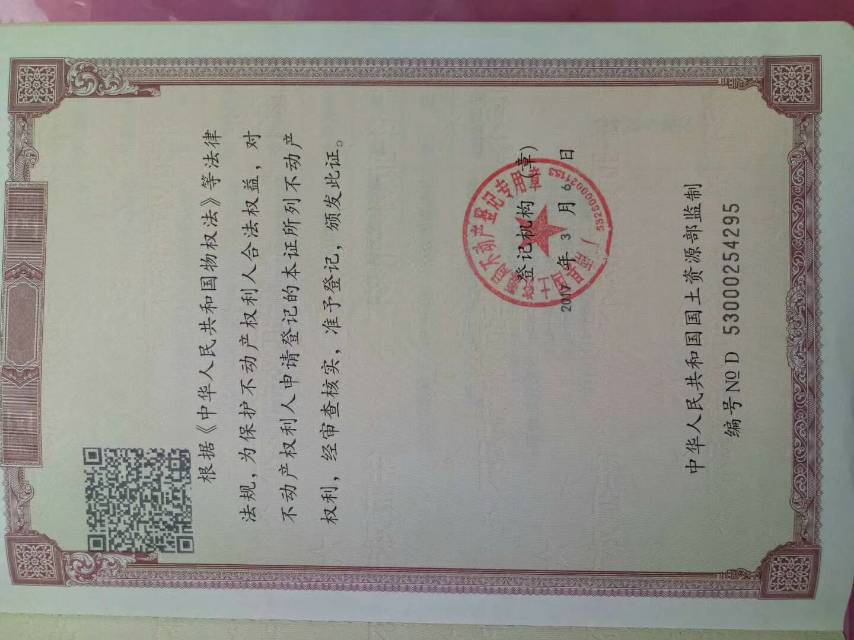 根据《中华人民共和国物权法》等法律
法规，为保护不动产权利人合法权益，对
不动产权利人申请登记的本证所列不动产
权利，经审查核实，准予登记，颁发此证。
登记机构（章）
2017 年 3 月 6 日
不动产登记专用章
中华人民共和国国土资源部监制
编号 № D 53000254295